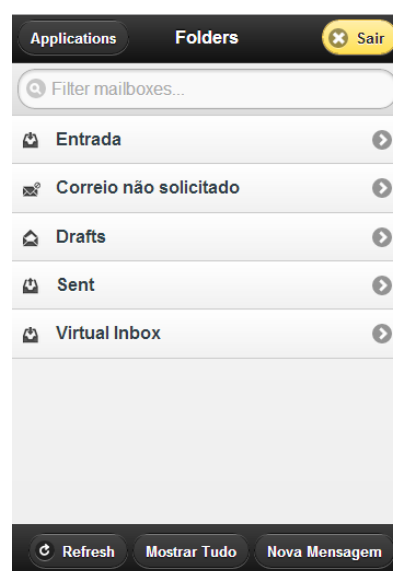 Applications Folders Sair
Filter mailboxes...
Entrada
Correio não solicitado
Drafts
Sent
Virtual Inbox
Refresh Mostrar Tudo Nova Mensagem